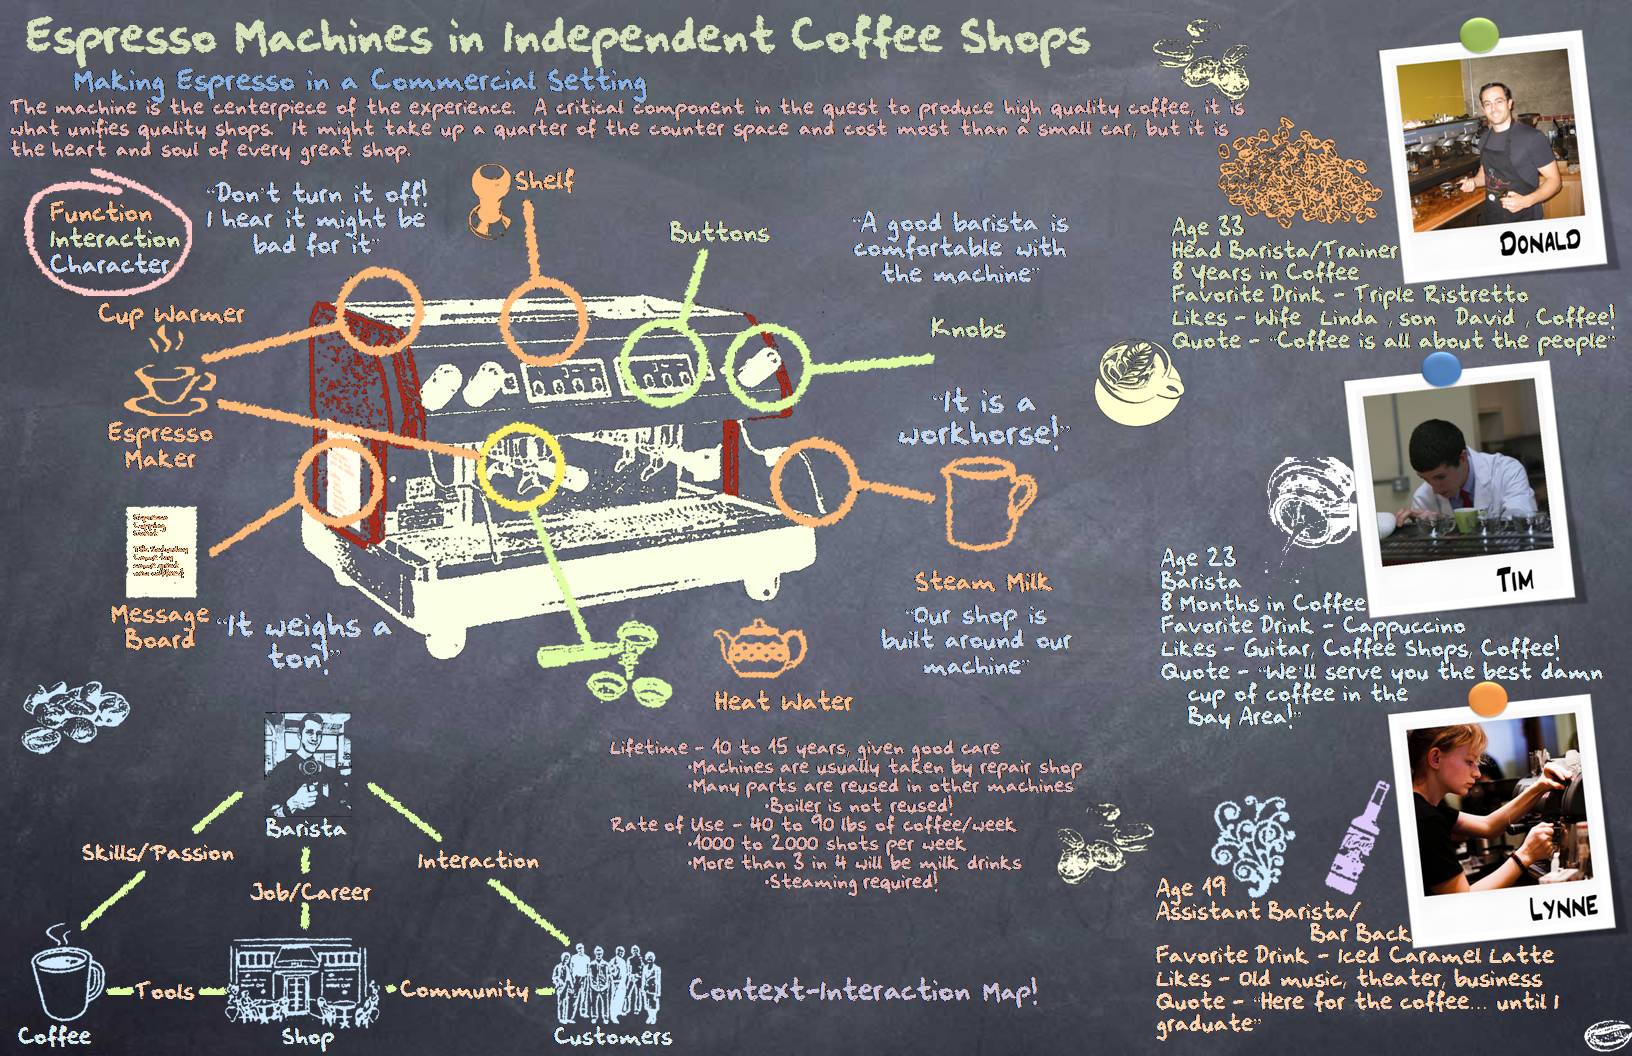 Espresso Machines in Independent Coffee Shops
Making Espresso in a Commercial Setting
The machine is the centerpiece of the experience. A critical component in the quest to produce high quality coffee, it is
what unifies quality shops. It might take up a quarter of the counter space and cost most than a small car, but it is
the heart and soul of every great shop.
Function
Interaction
Character
"Don't turn it off!
I hear it might be
bad for it"
Shelf
Buttons
"A good barista is
comfortable with
the machine"
Knobs
Cup Warmer
Espresso
Maker
"It is a
workhorse!"
Message
Board
"It weighs a
ton!"
Steam Milk
"Our shop is
built around our
machine"
Heat Water
Lifetime - 10 to 15 years, given good care
•Machines are usually taken by repair shop
•Many parts are reused in other machines
•Boiler is not reused!
Rate of Use - 40 to 90 lbs of coffee/week
•1000 to 2000 shots per week
•More than 3 in 4 will be milk drinks
•Steaming required!
Barista
Skills/Passion
Interaction
Job/Career
Tools
Community
Coffee
Shop
Customers
Context-Interaction Map!
DONALD
Age 33
Head Barista/Trainer
8 Years in Coffee
Favorite Drink - Triple Ristretto
Likes - Wife Linda , son David , Coffee!
Quote - "Coffee is all about the people"
TIM
Age 23
Barista
8 Months in Coffee
Favorite Drink - Cappuccino
Likes - Guitar, Coffee Shops, Coffee!
Quote - "We'll serve you the best damn
cup of coffee in the
Bay Area!"
LYNNE
Age 19
Assistant Barista/
Bar Back
Favorite Drink - Iced Caramel Latte
Likes - Old music, theater, business
Quote - "Here for the coffee... until I
graduate"